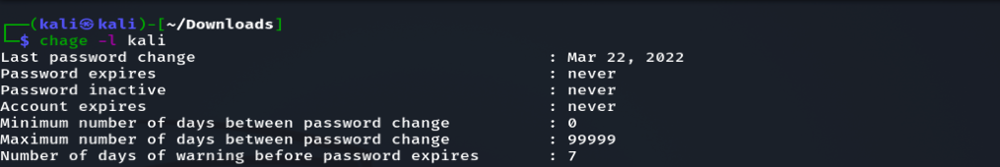 ┌──(kali㉿kali)-[~/Downloads]
└─$ chage -l kali
Last password change : Mar 22, 2022
Password expires : never
Password inactive : never
Account expires : never
Minimum number of days between password change : 0
Maximum number of days between password change : 99999
Number of days of warning before password expires : 7